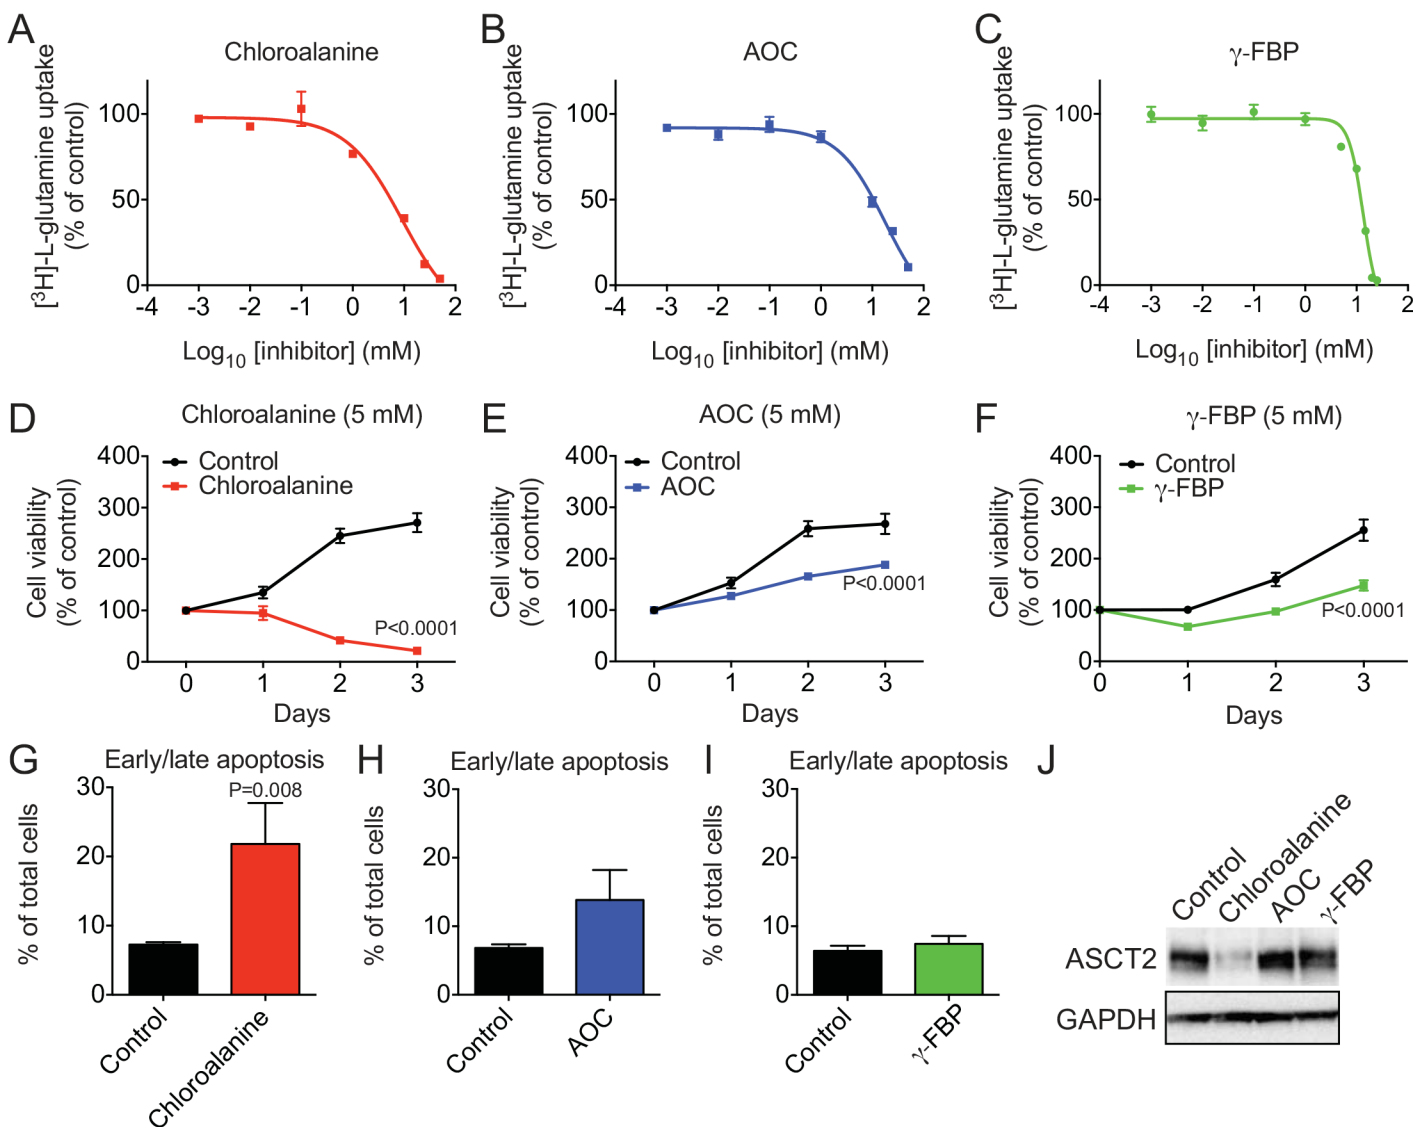 A
Chloroalanine
[³H]-L-glutamine uptake
(% of control)
100
50
0
-4 -3 -2 -1 0 1 2
Log₁₀ [inhibitor] (mM)
B
AOC
[³H]-L-glutamine uptake
(% of control)
100
50
0
-4 -3 -2 -1 0 1 2
Log₁₀ [inhibitor] (mM)
C
γ-FBP
[³H]-L-glutamine uptake
(% of control)
100
50
0
-4 -3 -2 -1 0 1 2
Log₁₀ [inhibitor] (mM)
D
Chloroalanine (5 mM)
Cell viability
(% of control)
400
300
200
100
0
Control
Chloroalanine
P<0.0001
0 1 2 3
Days
E
AOC (5 mM)
Cell viability
(% of control)
400
300
200
100
0
Control
AOC
P<0.0001
0 1 2 3
Days
F
γ-FBP (5 mM)
Cell viability
(% of control)
400
300
200
100
0
Control
γ-FBP
P<0.0001
0 1 2 3
Days
G
Early/late apoptosis
P=0.008
% of total cells
30
20
10
0
Control
Chloroalanine
H
Early/late apoptosis
% of total cells
30
20
10
0
Control
AOC
I
Early/late apoptosis
% of total cells
30
20
10
0
Control
γ-FBP
J
Control
Chloroalanine
AOC
γ-FBP
ASCT2
GAPDH